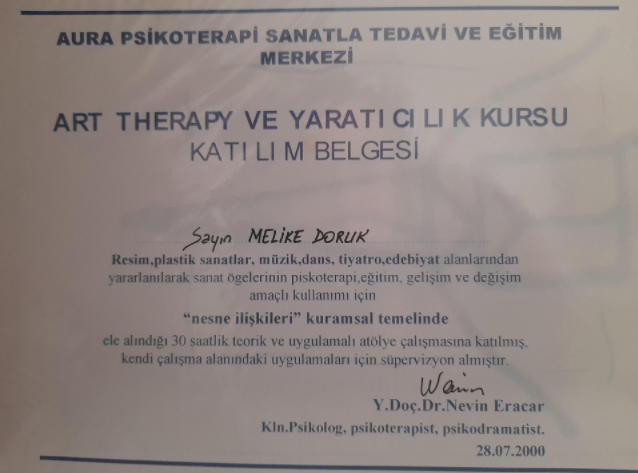 AURA PSİKOTERAPİ SANATLA TEDAVİ VE EĞİTİM
MERKEZİ
ART THERAPY VE YARATICILIK KURSU
KATILIM BELGESİ
Sayın MELİKE DORUK
Resim,plastik sanatlar, müzik,dans, tiyatro,edebiyat alanlarından
yararlanılarak sanat ögelerinin piskoterapi,eğitim, gelişim ve değişim
amaçlı kullanımı için
“nesne ilişkileri” kuramsal temelinde
ele alındığı 30 saatlik teorik ve uygulamalı atölye çalışmasına katılmış,
kendi çalışma alanındaki uygulamaları için süpervizyon almıştır.
Y.Doç.Dr.Nevin Eracar
Kln.Psikolog, psikoterapist, psikodramatist.
28.07.2000